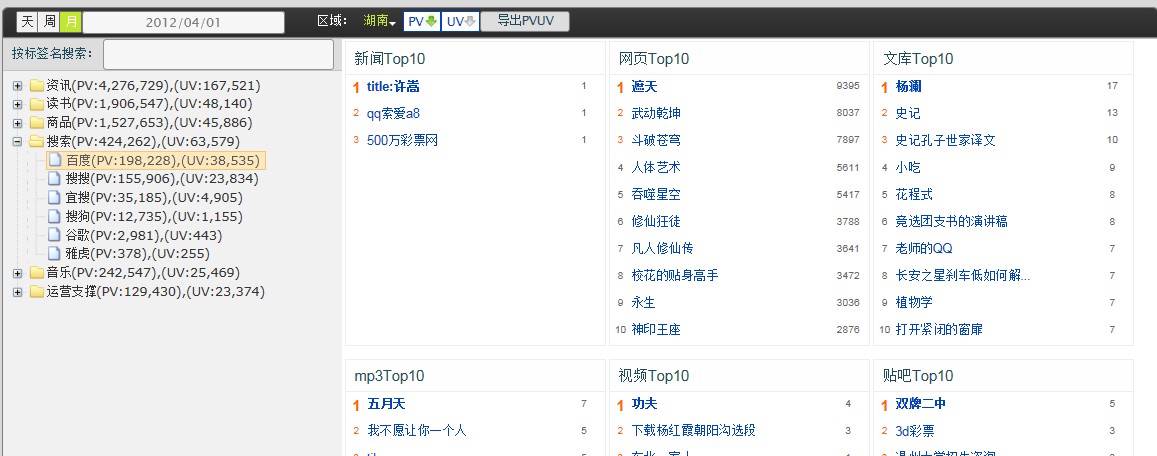 天 周 月 2012/04/01 区域： 湖南 PV UV 导出PVUV
按标签名搜索：
资讯(PV:4,276,729),(UV:167,521)
读书(PV:1,906,547),(UV:48,140)
商品(PV:1,527,653),(UV:45,886)
搜索(PV:424,262),(UV:63,579)
百度(PV:198,228),(UV:38,535)
搜搜(PV:155,906),(UV:23,834)
宜搜(PV:35,185),(UV:4,905)
搜狗(PV:12,735),(UV:1,155)
谷歌(PV:2,981),(UV:443)
雅虎(PV:378),(UV:255)
音乐(PV:242,547),(UV:25,469)
运营支撑(PV:129,430),(UV:23,374)
新闻Top10
1 title:许嵩 1
2 qq索爱a8 1
3 500万彩票网 1
网页Top10
1 遮天 9395
2 武动乾坤 8037
3 斗破苍穹 7897
4 人体艺术 5611
5 吞噬星空 5417
6 修仙狂徒 3788
7 凡人修仙传 3641
8 校花的贴身高手 3472
9 永生 3036
10 神印王座 2876
文库Top10
1 杨澜 17
2 史记 13
3 史记孔子世家译文 10
4 小吃 9
5 花程式 8
6 竞选团支书的演讲稿 8
7 老师的QQ 7
8 长安之星刹车低如何解... 7
9 植物学 7
10 打开紧闭的窗扉 7
mp3Top10
1 五月天 7
2 我不愿让你一个人 5
视频Top10
1 功夫 4
2 下载杨红霞朝阳沟选段 3
贴吧Top10
1 双牌二中 5
2 3d彩票 3